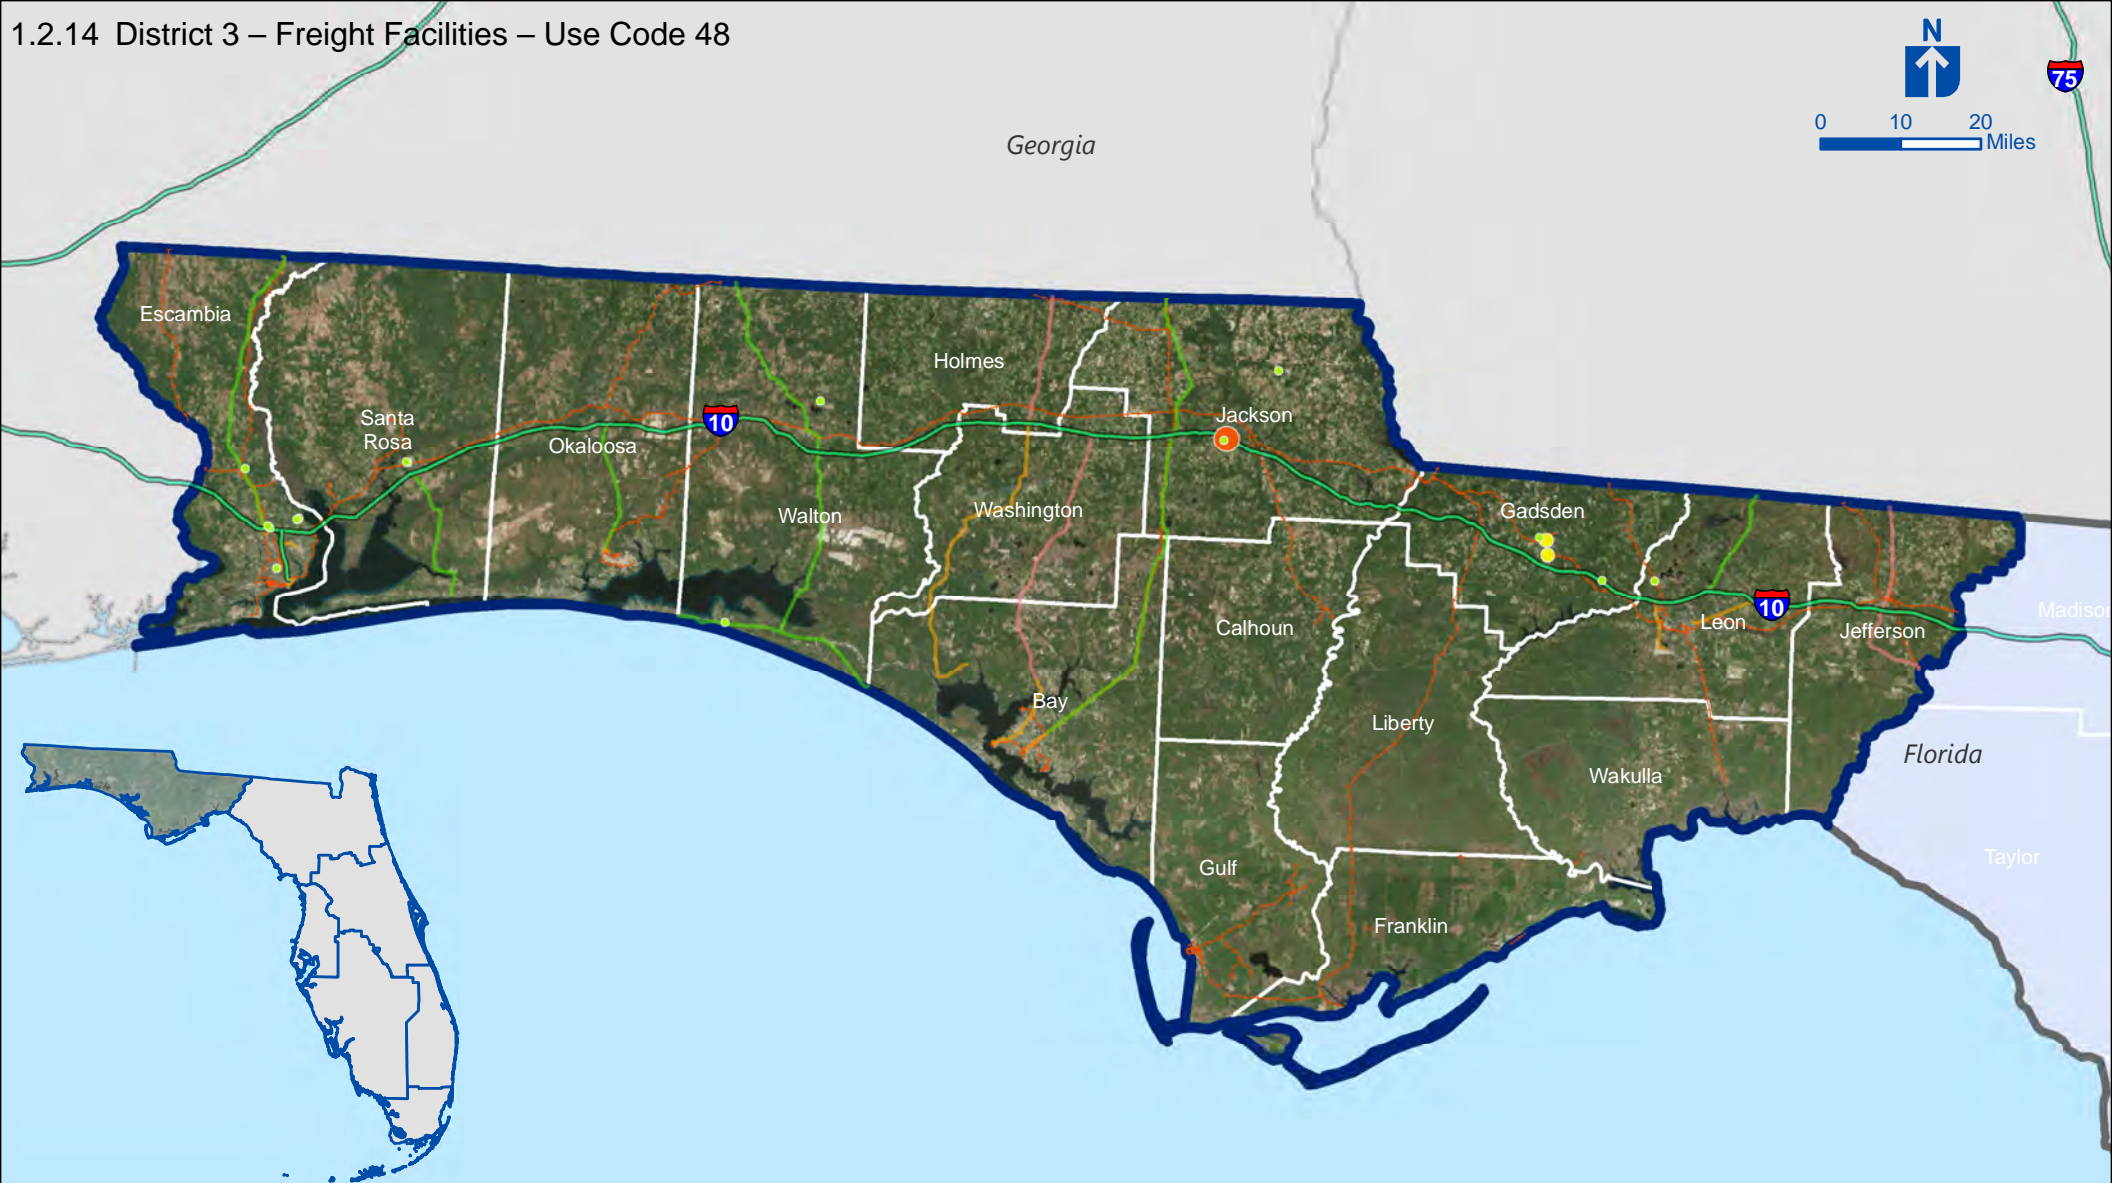 1.2.14 District 3 – Freight Facilities – Use Code 48
N
75
0 10 20
Miles
Georgia
Escambia
Holmes
Santa
Rosa
Okaloosa
10
Jackson
Walton
Washington
Gadsden
10
Calhoun
Leon
Jefferson
Madison
Bay
Liberty
Florida
Wakulla
Taylor
Gulf
Franklin